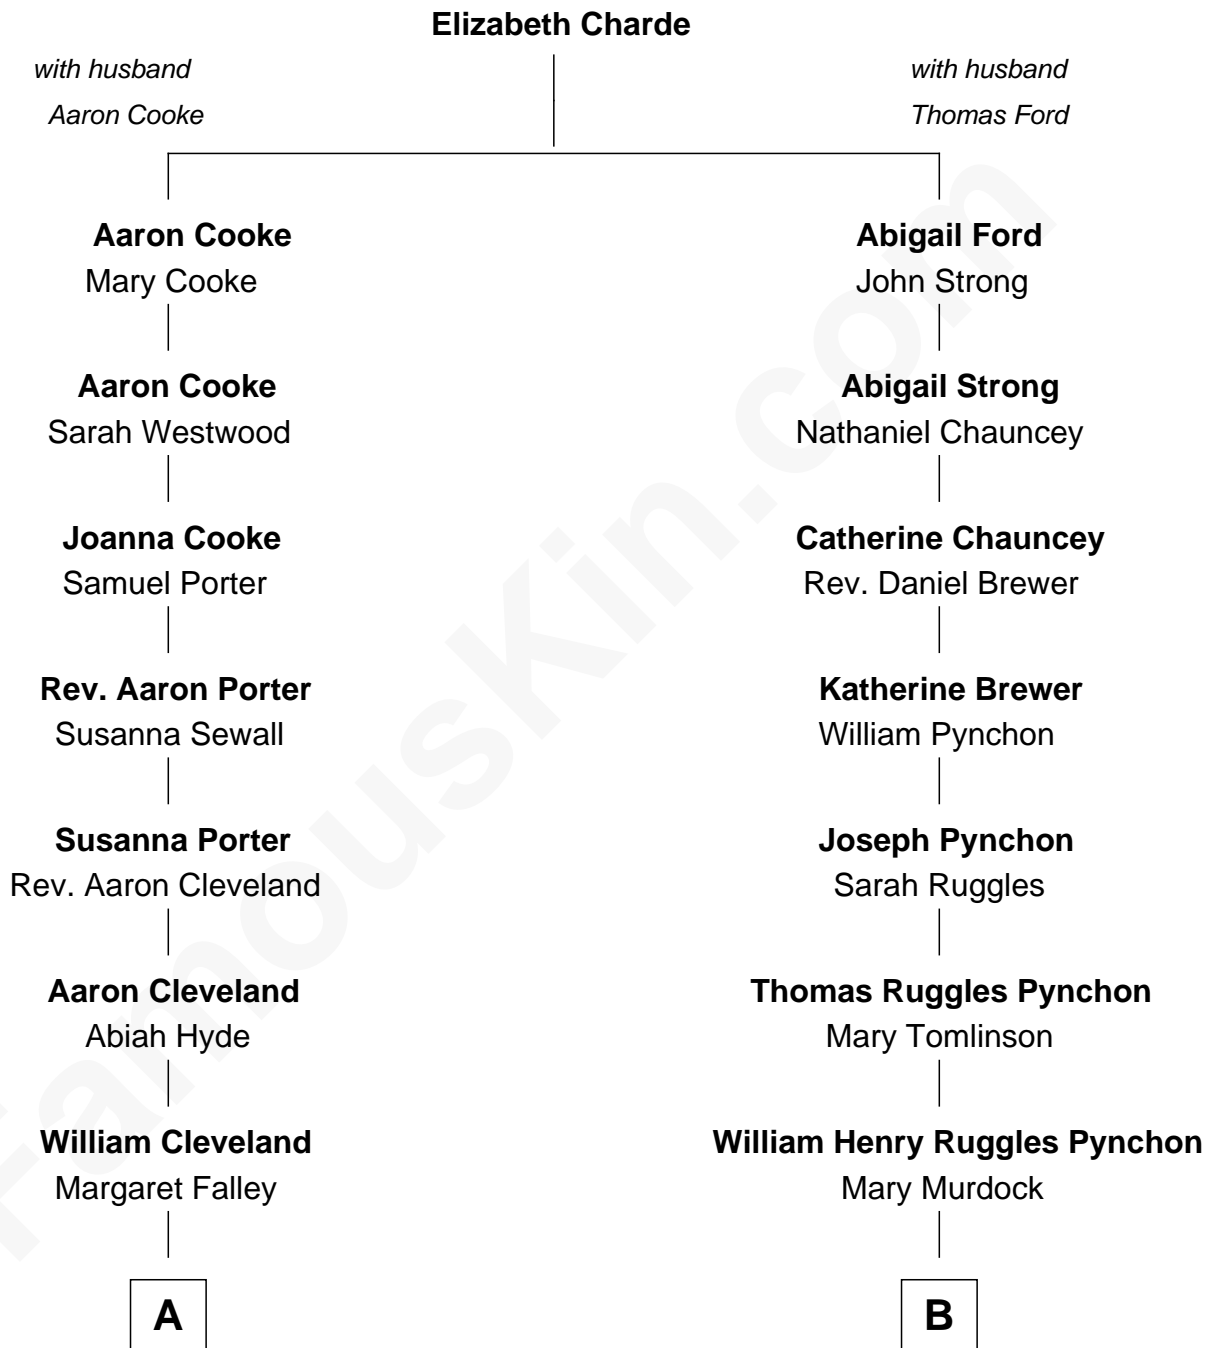 Elizabeth Charde
with husband
Aaron Cooke
with husband
Thomas Ford
Aaron Cooke
Mary Cooke
Abigail Ford
John Strong
Aaron Cooke
Sarah Westwood
Abigail Strong
Nathaniel Chauncey
Joanna Cooke
Samuel Porter
Catherine Chauncey
Rev. Daniel Brewer
Rev. Aaron Porter
Susanna Sewall
Katherine Brewer
William Pynchon
Susanna Porter
Rev. Aaron Cleveland
Joseph Pynchon
Sarah Ruggles
Aaron Cleveland
Abiah Hyde
Thomas Ruggles Pynchon
Mary Tomlinson
William Cleveland
Margaret Falley
William Henry Ruggles Pynchon
Mary Murdock
A
B
FamousKin.com